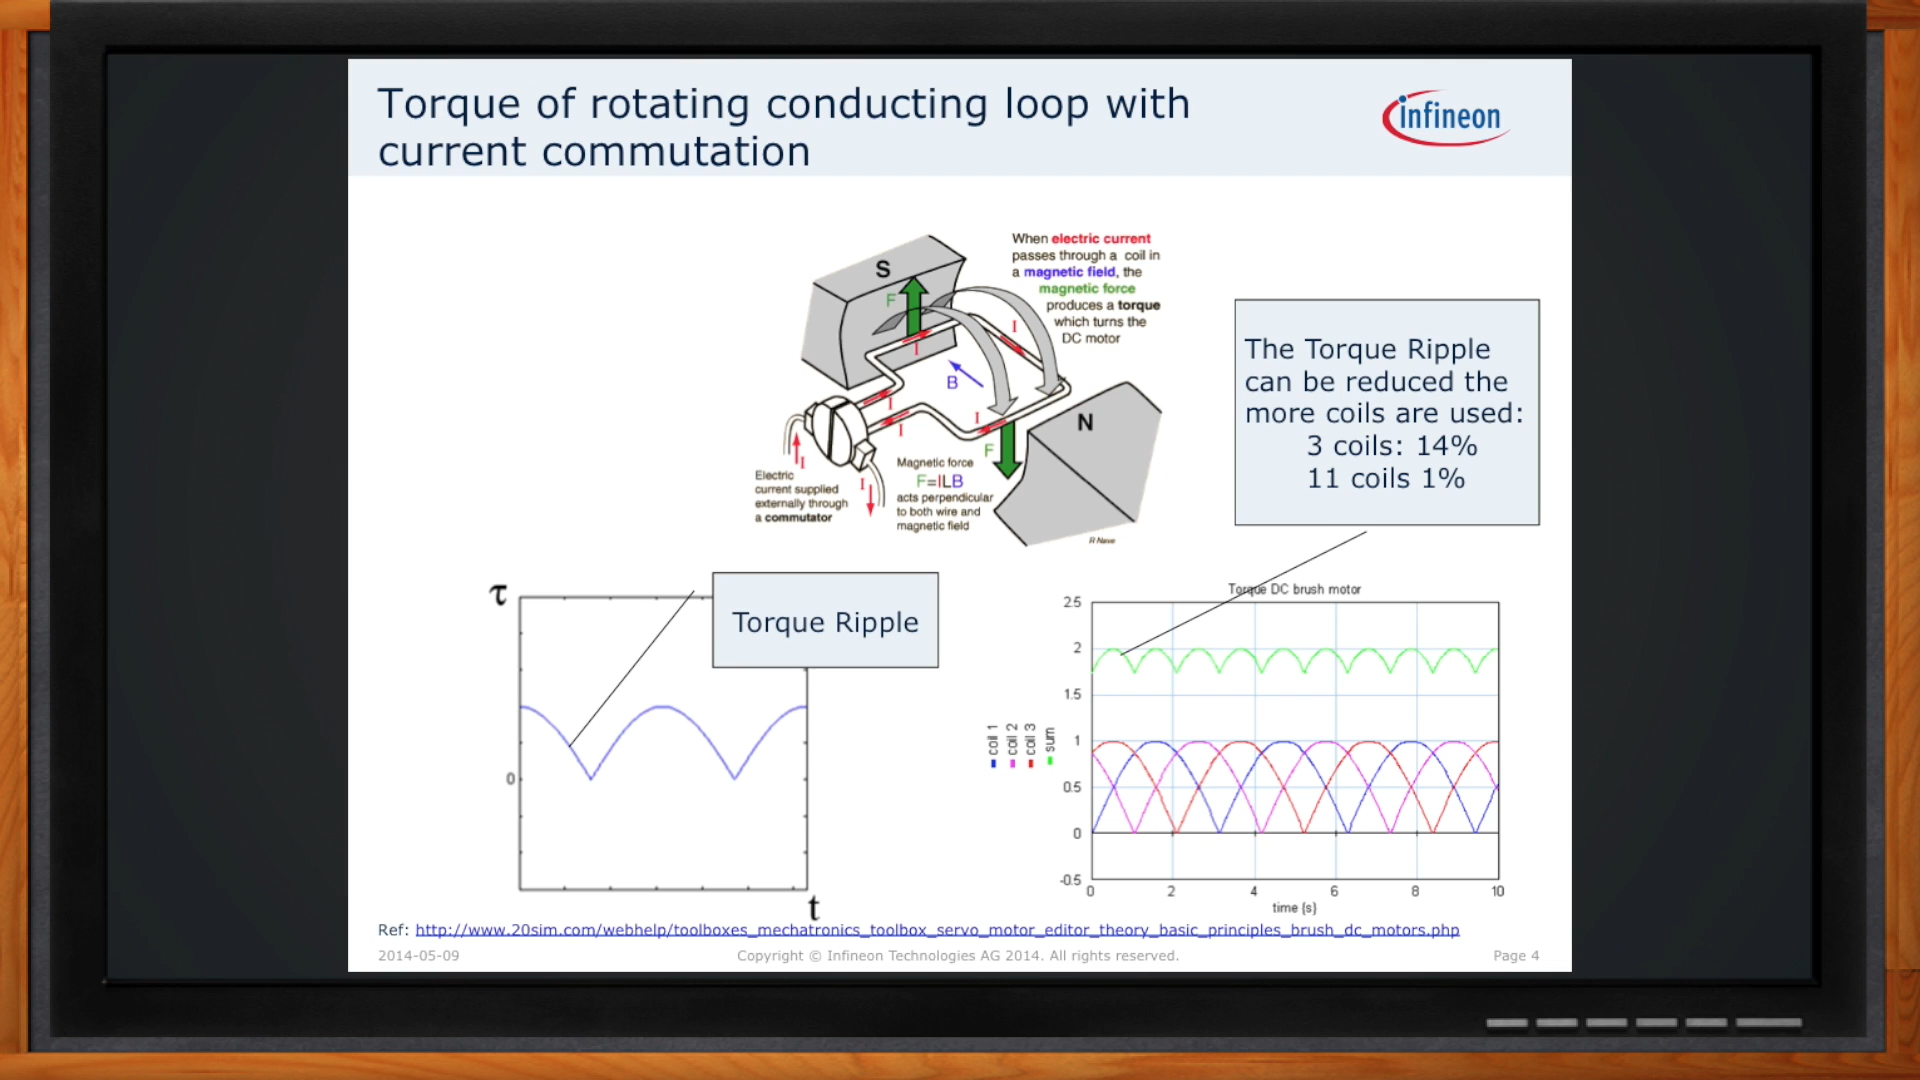 Torque of rotating conducting loop with
current commutation
infineon
When electric current
passes through a coil in
a magnetic field, the
magnetic force
produces a torque
which turns the
DC motor
S
F
I
I
B
I
I
I
N
F
I
I
Electric
current supplied
externally through
a commutator
Magnetic force
F=ILB
acts perpendicular
to both wire and
magnetic field
R Nave
The Torque Ripple
can be reduced the
more coils are used:
3 coils: 14%
11 coils 1%
τ
Torque Ripple
0
t
Torque DC brush motor
2.5
2
1.5
1
0.5
0
-0.5
0 2 4 6 8 10
time {s}
coil 1
coil 2
coil 3
sum
Ref: http://www.20sim.com/webhelp/toolboxes_mechatronics_toolbox_servo_motor_editor_theory_basic_principles_brush_dc_motors.php
2014-05-09
Copyright © Infineon Technologies AG 2014. All rights reserved.
Page 4